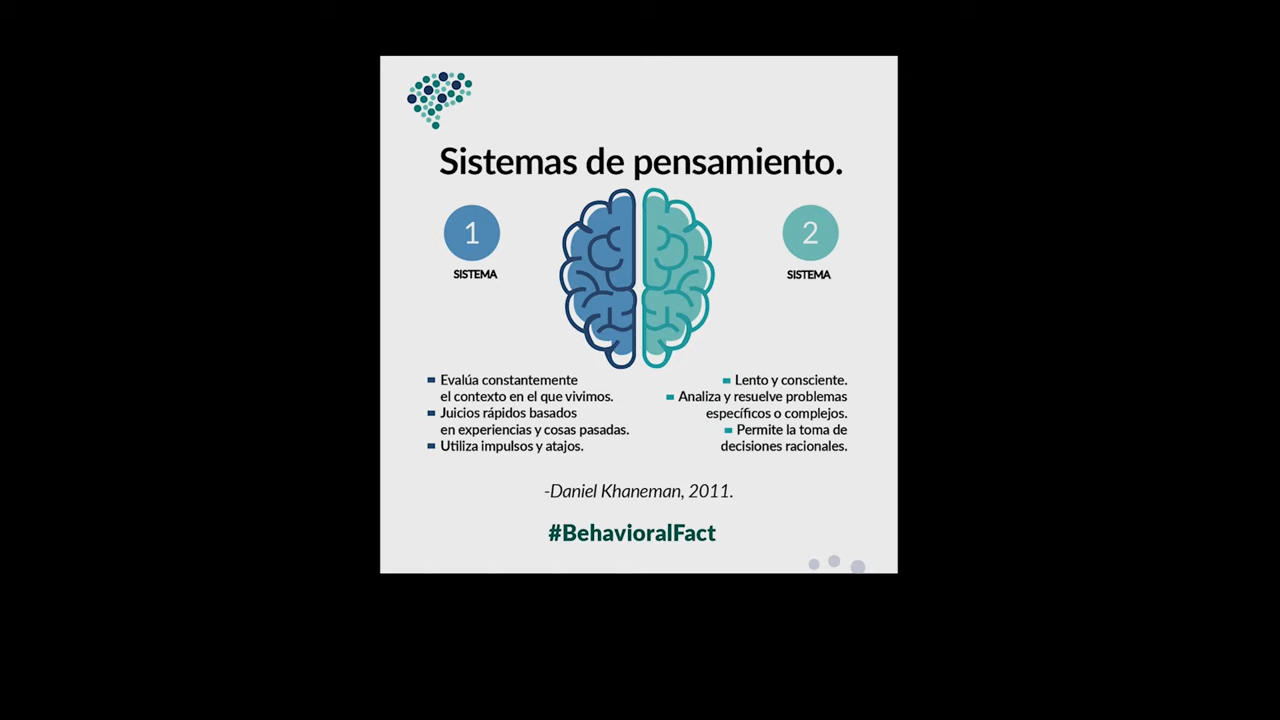 Sistemas de pensamiento.
1
SISTEMA
2
SISTEMA
Evalúa constantemente
el contexto en el que vivimos.
Juicios rápidos basados
en experiencias y cosas pasadas.
Utiliza impulsos y atajos.
Lento y consciente.
Analiza y resuelve problemas
específicos o complejos.
Permite la toma de
decisiones racionales.
-Daniel Khaneman, 2011.
#BehavioralFact